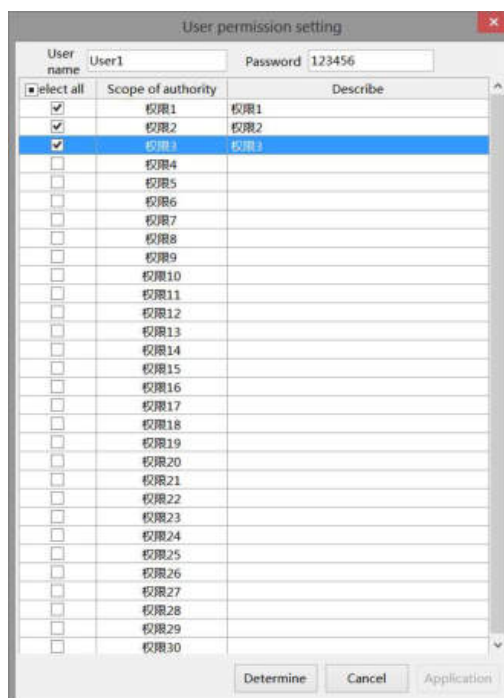 User permission setting
User name User1 Password 123456
elect all Scope of authority Describe
权限1 权限1
权限2 权限2
权限3 权限3
权限4
权限5
权限6
权限7
权限8
权限9
权限10
权限11
权限12
权限13
权限14
权限15
权限16
权限17
权限18
权限19
权限20
权限21
权限22
权限23
权限24
权限25
权限26
权限27
权限28
权限29
权限30
Determine Cancel Application